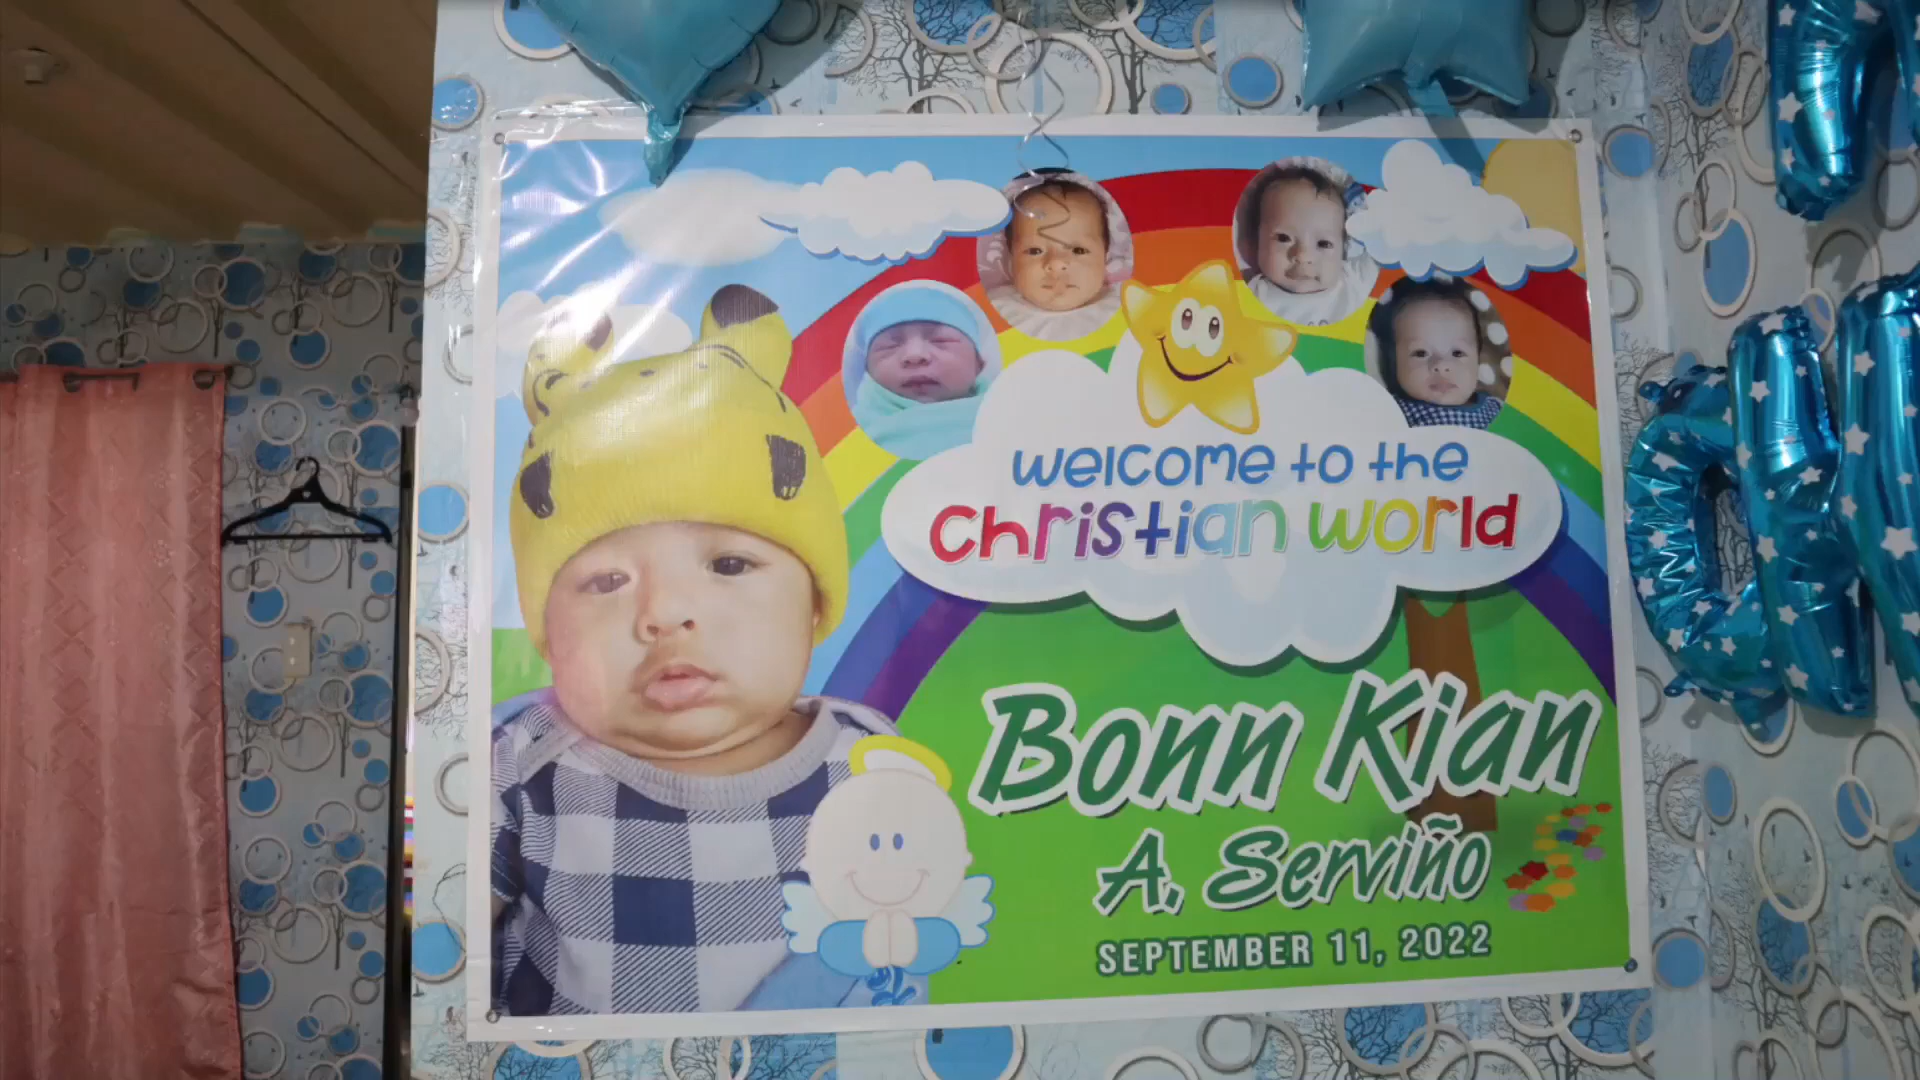 welcome to the
Christian world
Bonn Kian
A. Serviño
SEPTEMBER 11, 2022